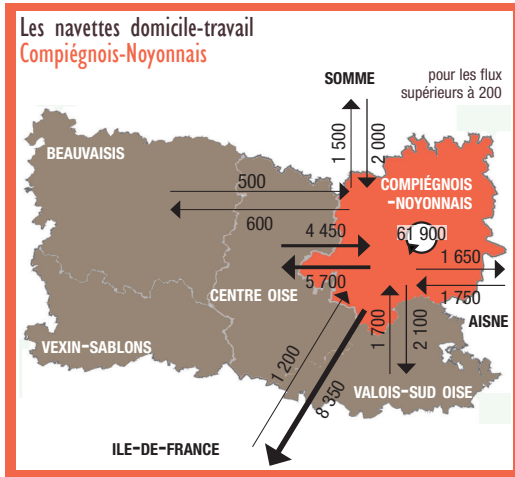 Les navettes domicile-travail
Compiégnois-Noyonnais
pour les flux
supérieurs à 200
SOMME
1 500
2 000
BEAUVAISIS
COMPIÉGNOIS
-NOYONNAIS
500
600
61 900
4 450
5 700
1 650
1 750
CENTRE OISE
AISNE
VEXIN-SABLONS
1 700
2 100
1 200
8 350
VALOIS-SUD OISE
ILE-DE-FRANCE